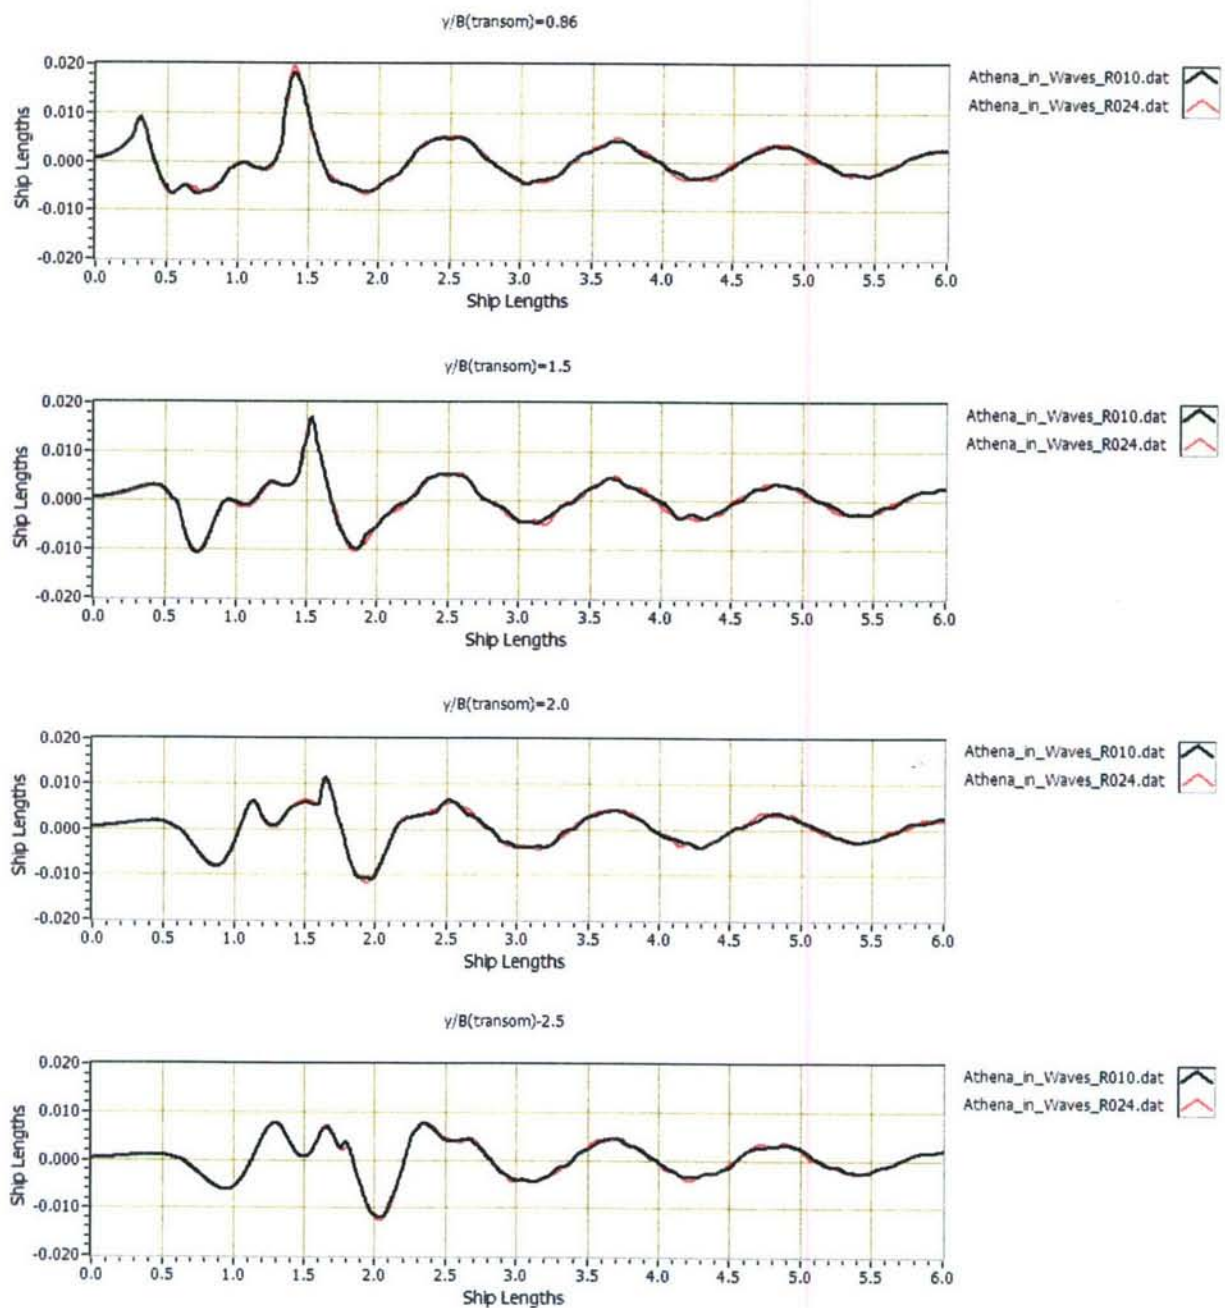 y/B(transom)=0.86
0.020
0.010
0.000
-0.010
-0.020
Ship Lengths
0.0 0.5 1.0 1.5 2.0 2.5 3.0 3.5 4.0 4.5 5.0 5.5 6.0
Ship Lengths
Athena_in_Waves_R010.dat
Athena_in_Waves_R024.dat
y/B(transom)=1.5
0.020
0.010
0.000
-0.010
-0.020
Ship Lengths
0.0 0.5 1.0 1.5 2.0 2.5 3.0 3.5 4.0 4.5 5.0 5.5 6.0
Ship Lengths
Athena_in_Waves_R010.dat
Athena_in_Waves_R024.dat
y/B(transom)=2.0
0.020
0.010
0.000
-0.010
-0.020
Ship Lengths
0.0 0.5 1.0 1.5 2.0 2.5 3.0 3.5 4.0 4.5 5.0 5.5 6.0
Ship Lengths
Athena_in_Waves_R010.dat
Athena_in_Waves_R024.dat
y/B(transom)-2.5
0.020
0.010
0.000
-0.010
-0.020
Ship Lengths
0.0 0.5 1.0 1.5 2.0 2.5 3.0 3.5 4.0 4.5 5.0 5.5 6.0
Ship Lengths
Athena_in_Waves_R010.dat
Athena_in_Waves_R024.dat